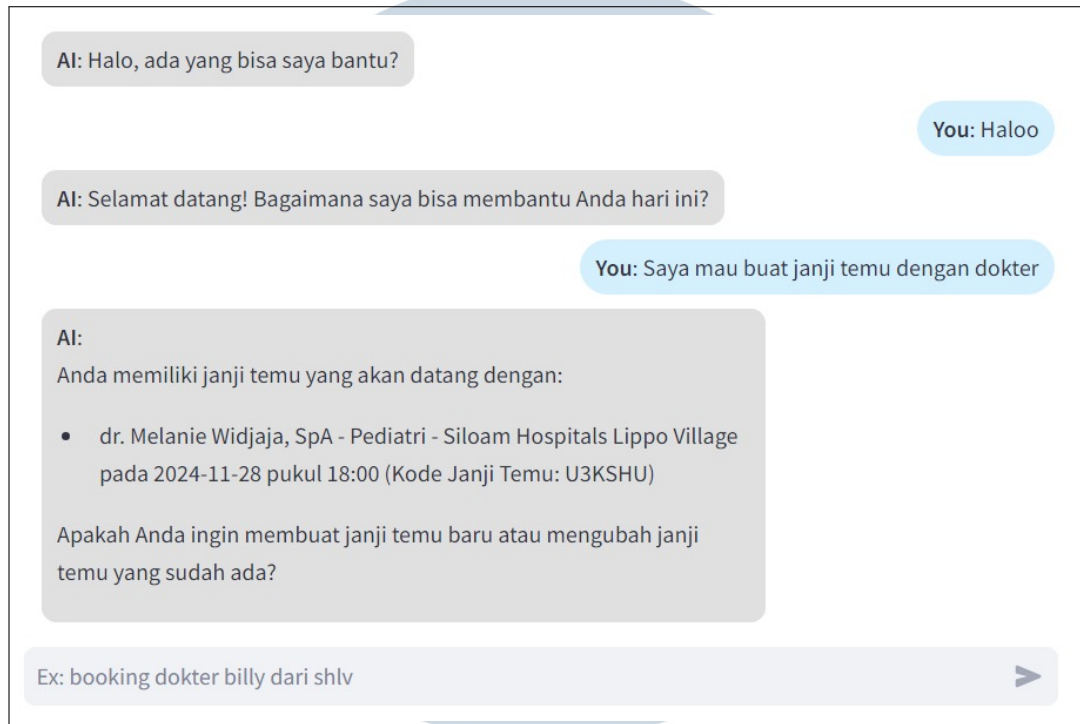 AI: Halo, ada yang bisa saya bantu?
You: Haloo
AI: Selamat datang! Bagaimana saya bisa membantu Anda hari ini?
You: Saya mau buat janji temu dengan dokter
AI:
Anda memiliki janji temu yang akan datang dengan:
• dr. Melanie Widjaja, SpA - Pediatri - Siloam Hospitals Lippo Village
pada 2024-11-28 pukul 18:00 (Kode Janji Temu: U3KSHU)
Apakah Anda ingin membuat janji temu baru atau mengubah janji
temu yang sudah ada?
Ex: booking dokter billy dari shlv